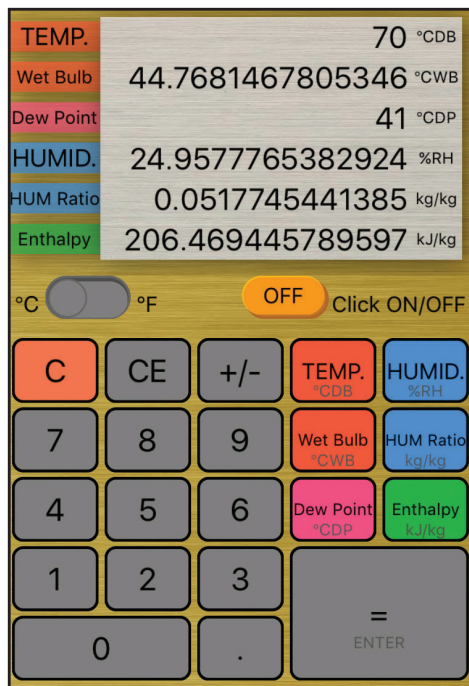 TEMP. 70 °CDB
Wet Bulb 44.7681467805346 °CWB
Dew Point 41 °CDP
HUMID. 24.9577765382924 %RH
HUM Ratio 0.0517745441385 kg/kg
Enthalpy 206.469445789597 kJ/kg
°C °F OFF Click ON/OFF
C CE +/- TEMP. HUMID.
°CDB %RH
7 8 9 Wet Bulb HUM Ratio
°CWB kg/kg
4 5 6 Dew Point Enthalpy
°CDP kJ/kg
1 2 3 =
0 . ENTER